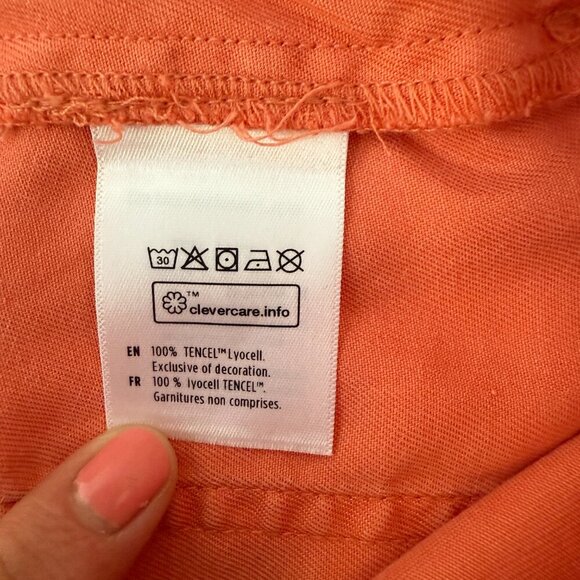 30
™
clevercare.info
EN 100% TENCEL™ Lyocell.
Exclusive of decoration.
FR 100 % lyocell TENCEL™.
Garnitures non comprises.